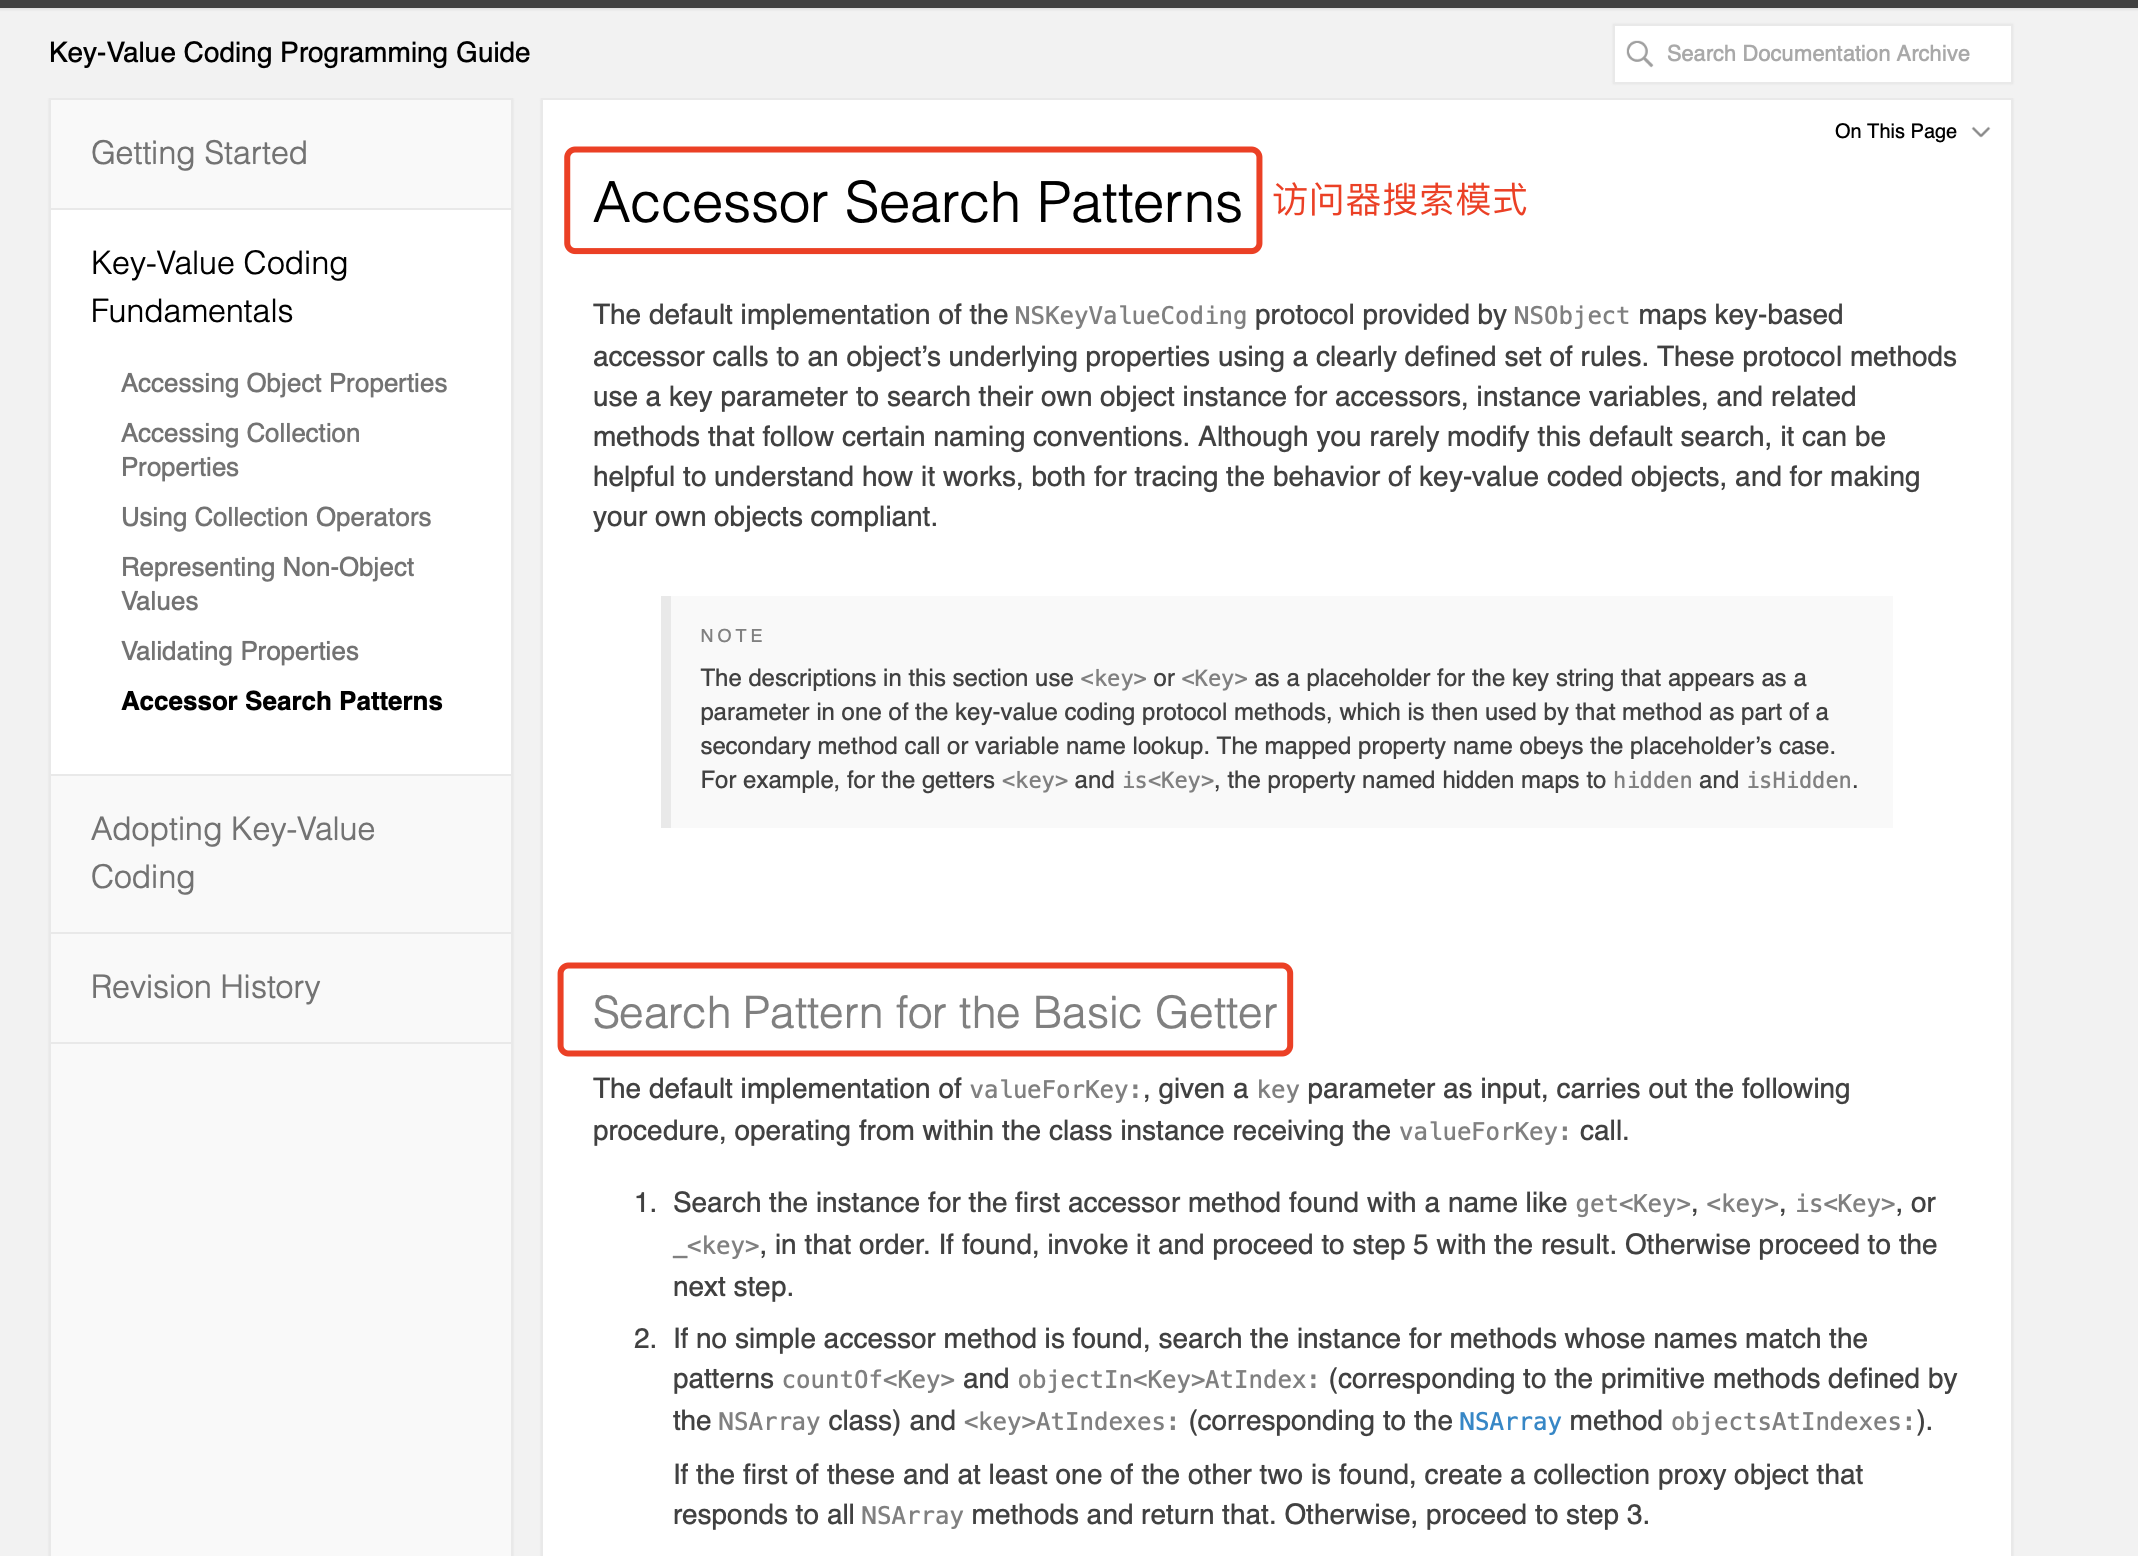 Key-Value Coding Programming Guide
Search Documentation Archive
Getting Started
Key-Value Coding
Fundamentals
Accessing Object Properties
Accessing Collection
Properties
Using Collection Operators
Representing Non-Object
Values
Validating Properties
Accessor Search Patterns
Adopting Key-Value
Coding
Revision History
On This Page
Accessor Search Patterns 访问器搜索模式
The default implementation of the NSKeyValueCoding protocol provided by NSObject maps key-based
accessor calls to an object’s underlying properties using a clearly defined set of rules. These protocol methods
use a key parameter to search their own object instance for accessors, instance variables, and related
methods that follow certain naming conventions. Although you rarely modify this default search, it can be
helpful to understand how it works, both for tracing the behavior of key-value coded objects, and for making
your own objects compliant.
NOTE
The descriptions in this section use <key> or <Key> as a placeholder for the key string that appears as a
parameter in one of the key-value coding protocol methods, which is then used by that method as part of a
secondary method call or variable name lookup. The mapped property name obeys the placeholder’s case.
For example, for the getters <key> and is<Key>, the property named hidden maps to hidden and isHidden.
Search Pattern for the Basic Getter
The default implementation of valueForKey:, given a key parameter as input, carries out the following
procedure, operating from within the class instance receiving the valueForKey: call.
1. Search the instance for the first accessor method found with a name like get<Key>, <key>, is<Key>, or
_<key>, in that order. If found, invoke it and proceed to step 5 with the result. Otherwise proceed to the
next step.
2. If no simple accessor method is found, search the instance for methods whose names match the
patterns countOf<Key> and objectIn<Key>AtIndex: (corresponding to the primitive methods defined by
the NSArray class) and <key>AtIndexes: (corresponding to the NSArray method objectsAtIndexes:).
If the first of these and at least one of the other two is found, create a collection proxy object that
responds to all NSArray methods and return that. Otherwise, proceed to step 3.